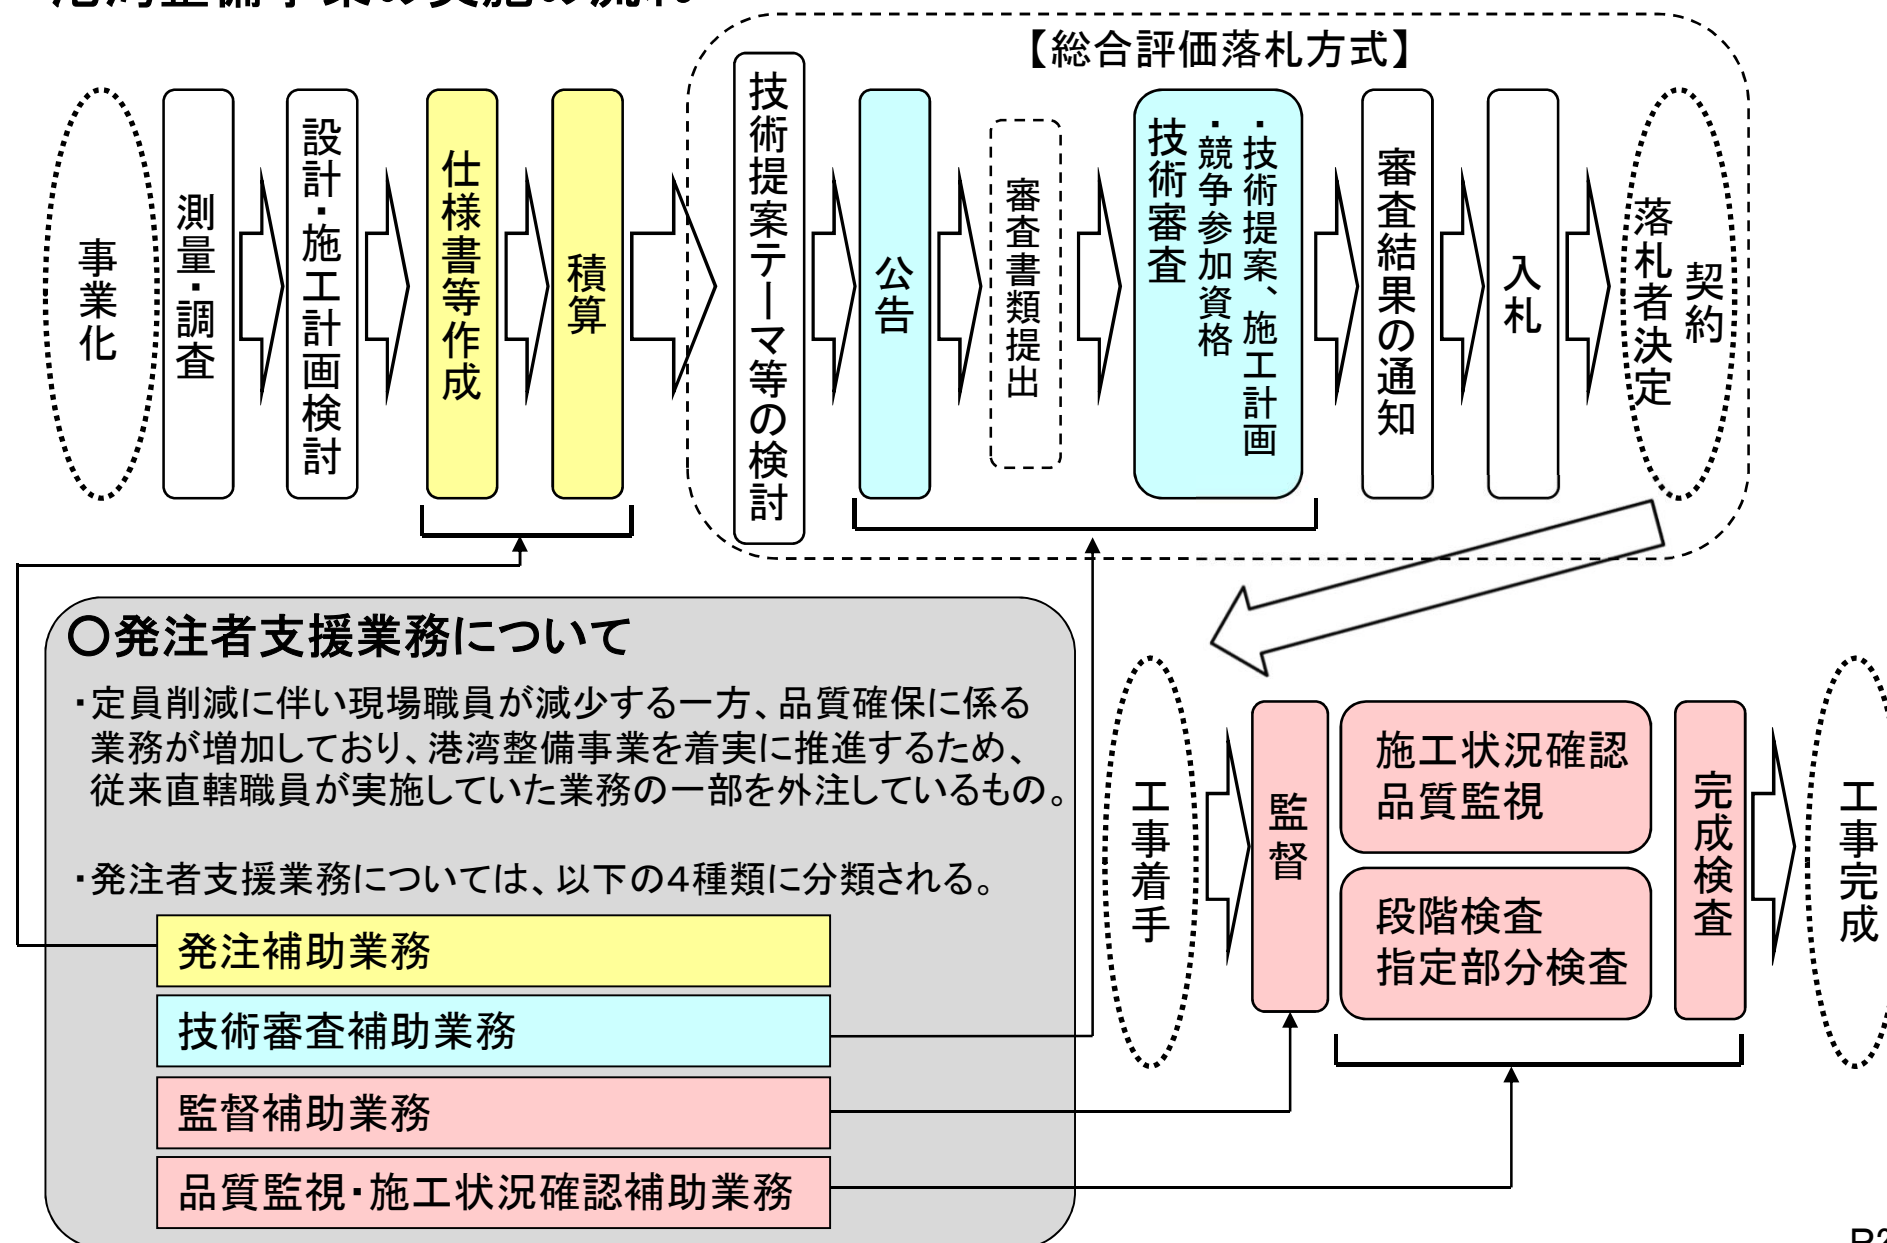 港湾整備事業の実施の流れ
【総合評価落札方式】
事業化
測量・調査
設計・施工計画検討
仕様書等作成
積算
技術提案テーマ等の検討
公告
審査書類提出
・技術提案、施工計画
・競争参加資格
技術審査
審査結果の通知
入札
契約
落札者決定
〇発注者支援業務について
・定員削減に伴い現場職員が減少する一方、品質確保に係る
業務が増加しており、港湾整備事業を着実に推進するため、
従来直轄職員が実施していた業務の一部を外注しているもの。
・発注者支援業務については、以下の4種類に分類される。
発注補助業務
技術審査補助業務
監督補助業務
品質監視・施工状況確認補助業務
工事着手
監督
施工状況確認
品質監視
段階検査
指定部分検査
完成検査
工事完成